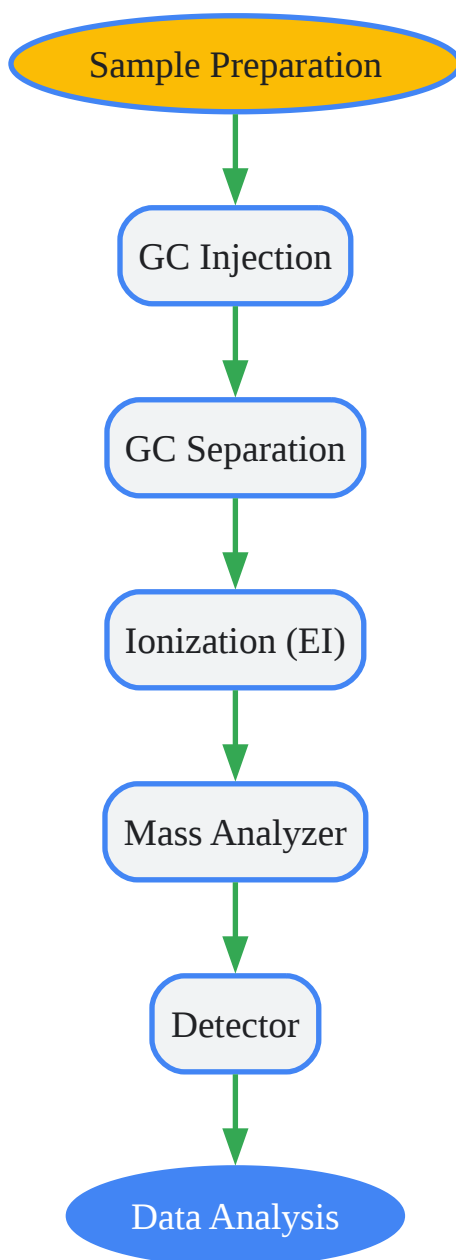 Sample Preparation
GC Injection
GC Separation
Ionization (EI)
Mass Analyzer
Detector
Data Analysis